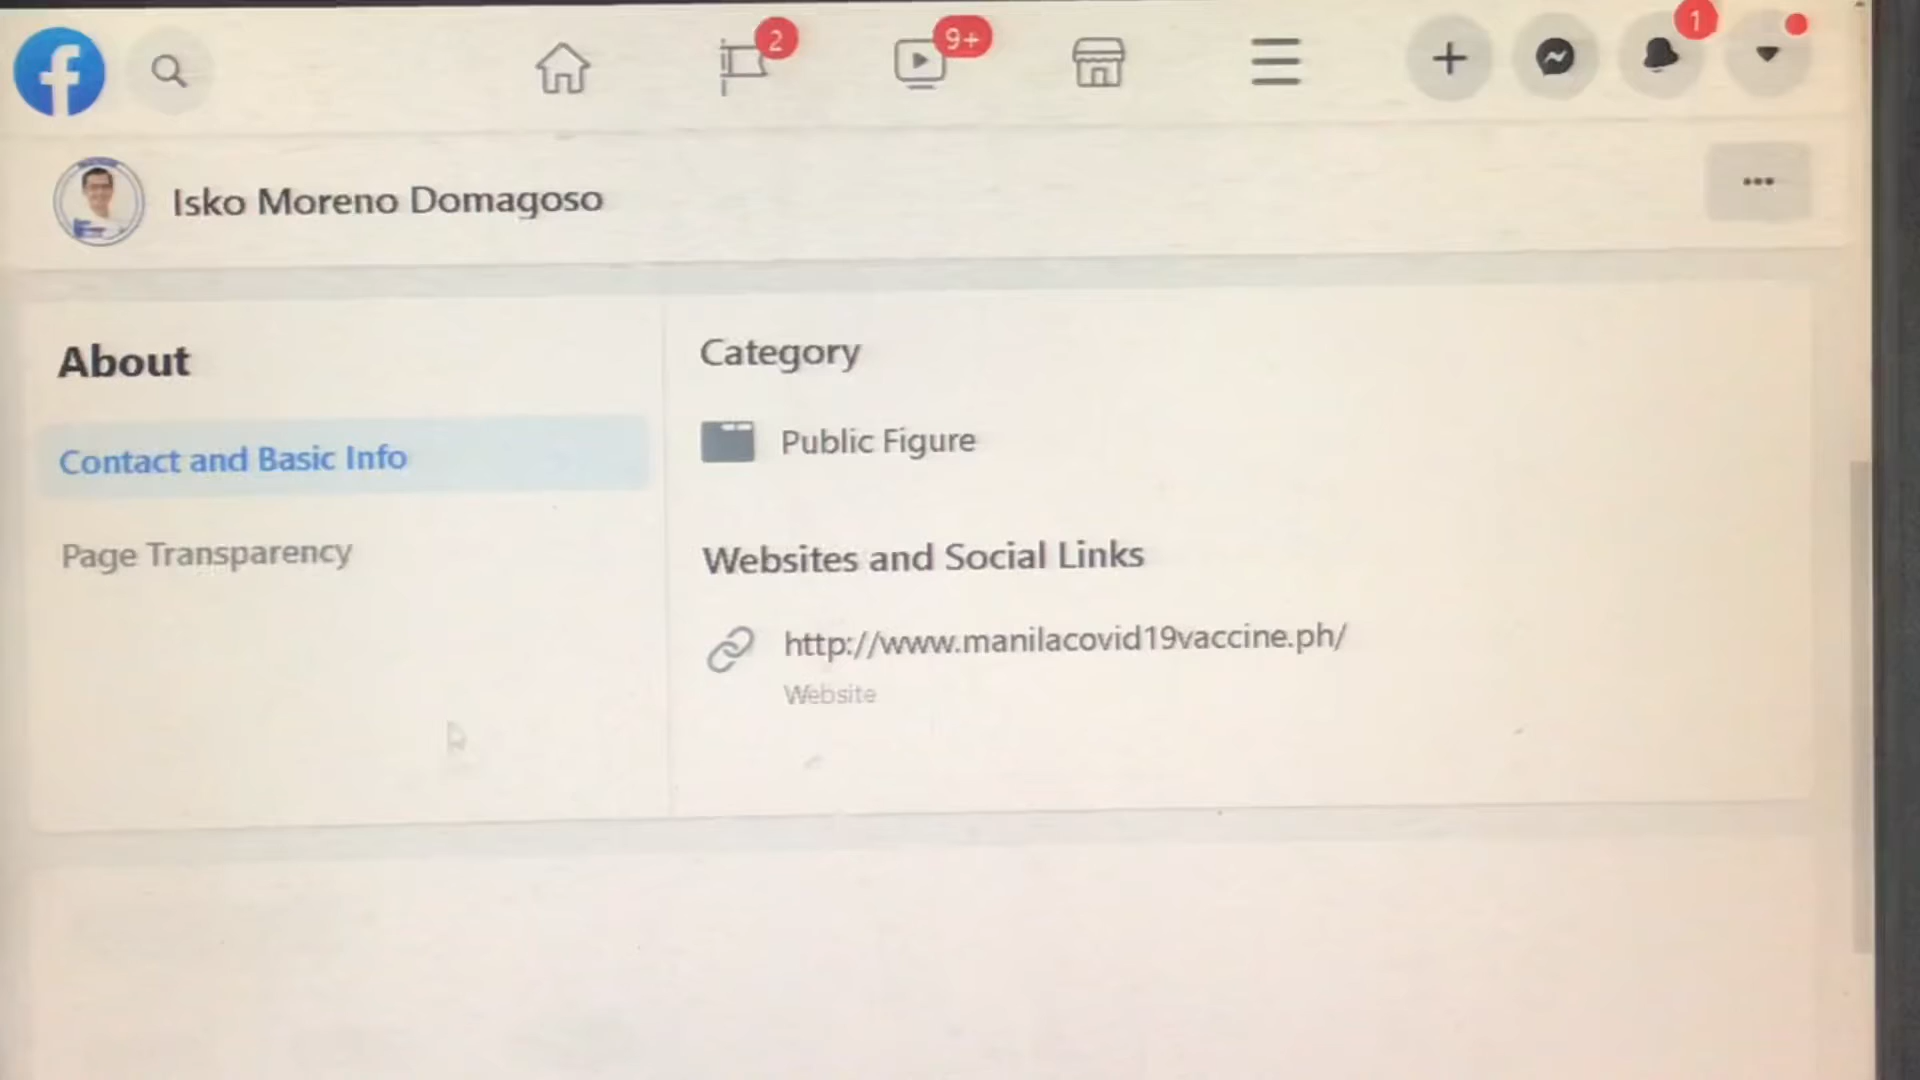 2
9+
1
Isko Moreno Domagoso
About
Contact and Basic Info
Page Transparency
Category
Public Figure
Websites and Social Links
http://www.manilacovid19vaccine.ph/
Website